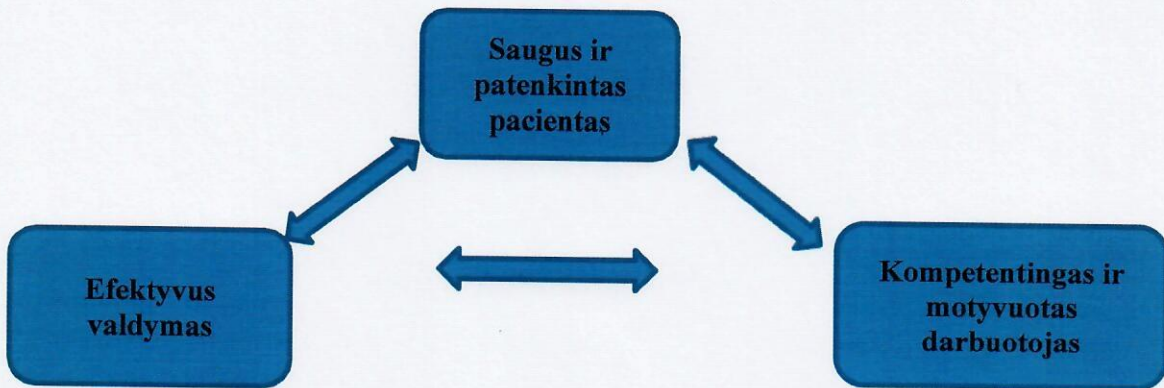 Saugus ir
patenkintas
pacientas
Efektyvus
valdymas
Kompetentingas ir
motyvuotas
darbuotojas